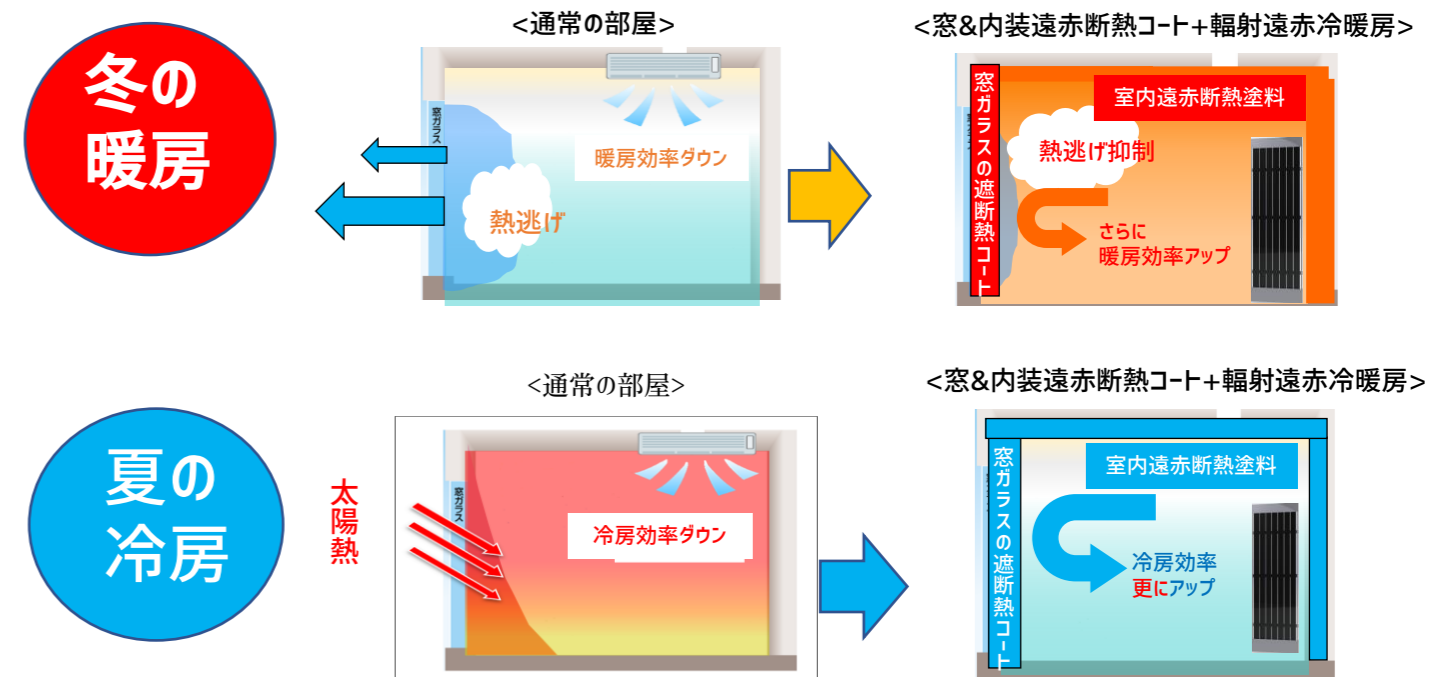 冬の
暖房
<通常の部屋>
窓ガラス
暖房効率ダウン
熱逃げ
<窓&内装遠赤断熱コート+輻射遠赤冷暖房>
窓ガラスの遮断熱コート
室内遠赤断熱塗料
熱逃げ抑制
さらに
暖房効率アップ
夏の
冷房
太陽熱
<通常の部屋>
窓ガラス
冷房効率ダウン
<窓&内装遠赤断熱コート+輻射遠赤冷暖房>
窓ガラスの遮断熱コート
室内遠赤断熱塗料
冷房効率
更にアップ